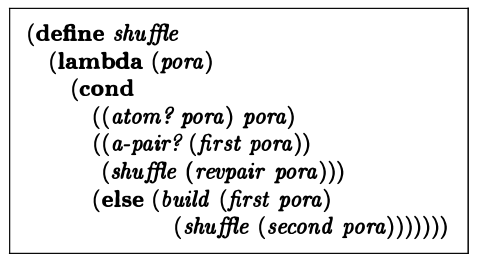 (define shuffle
(lambda (pora)
(cond
((atom? pora) pora)
((a-pair? (first pora))
(shuffle (revpair pora)))
(else (build (first pora)
(shuffle (second pora)))))))